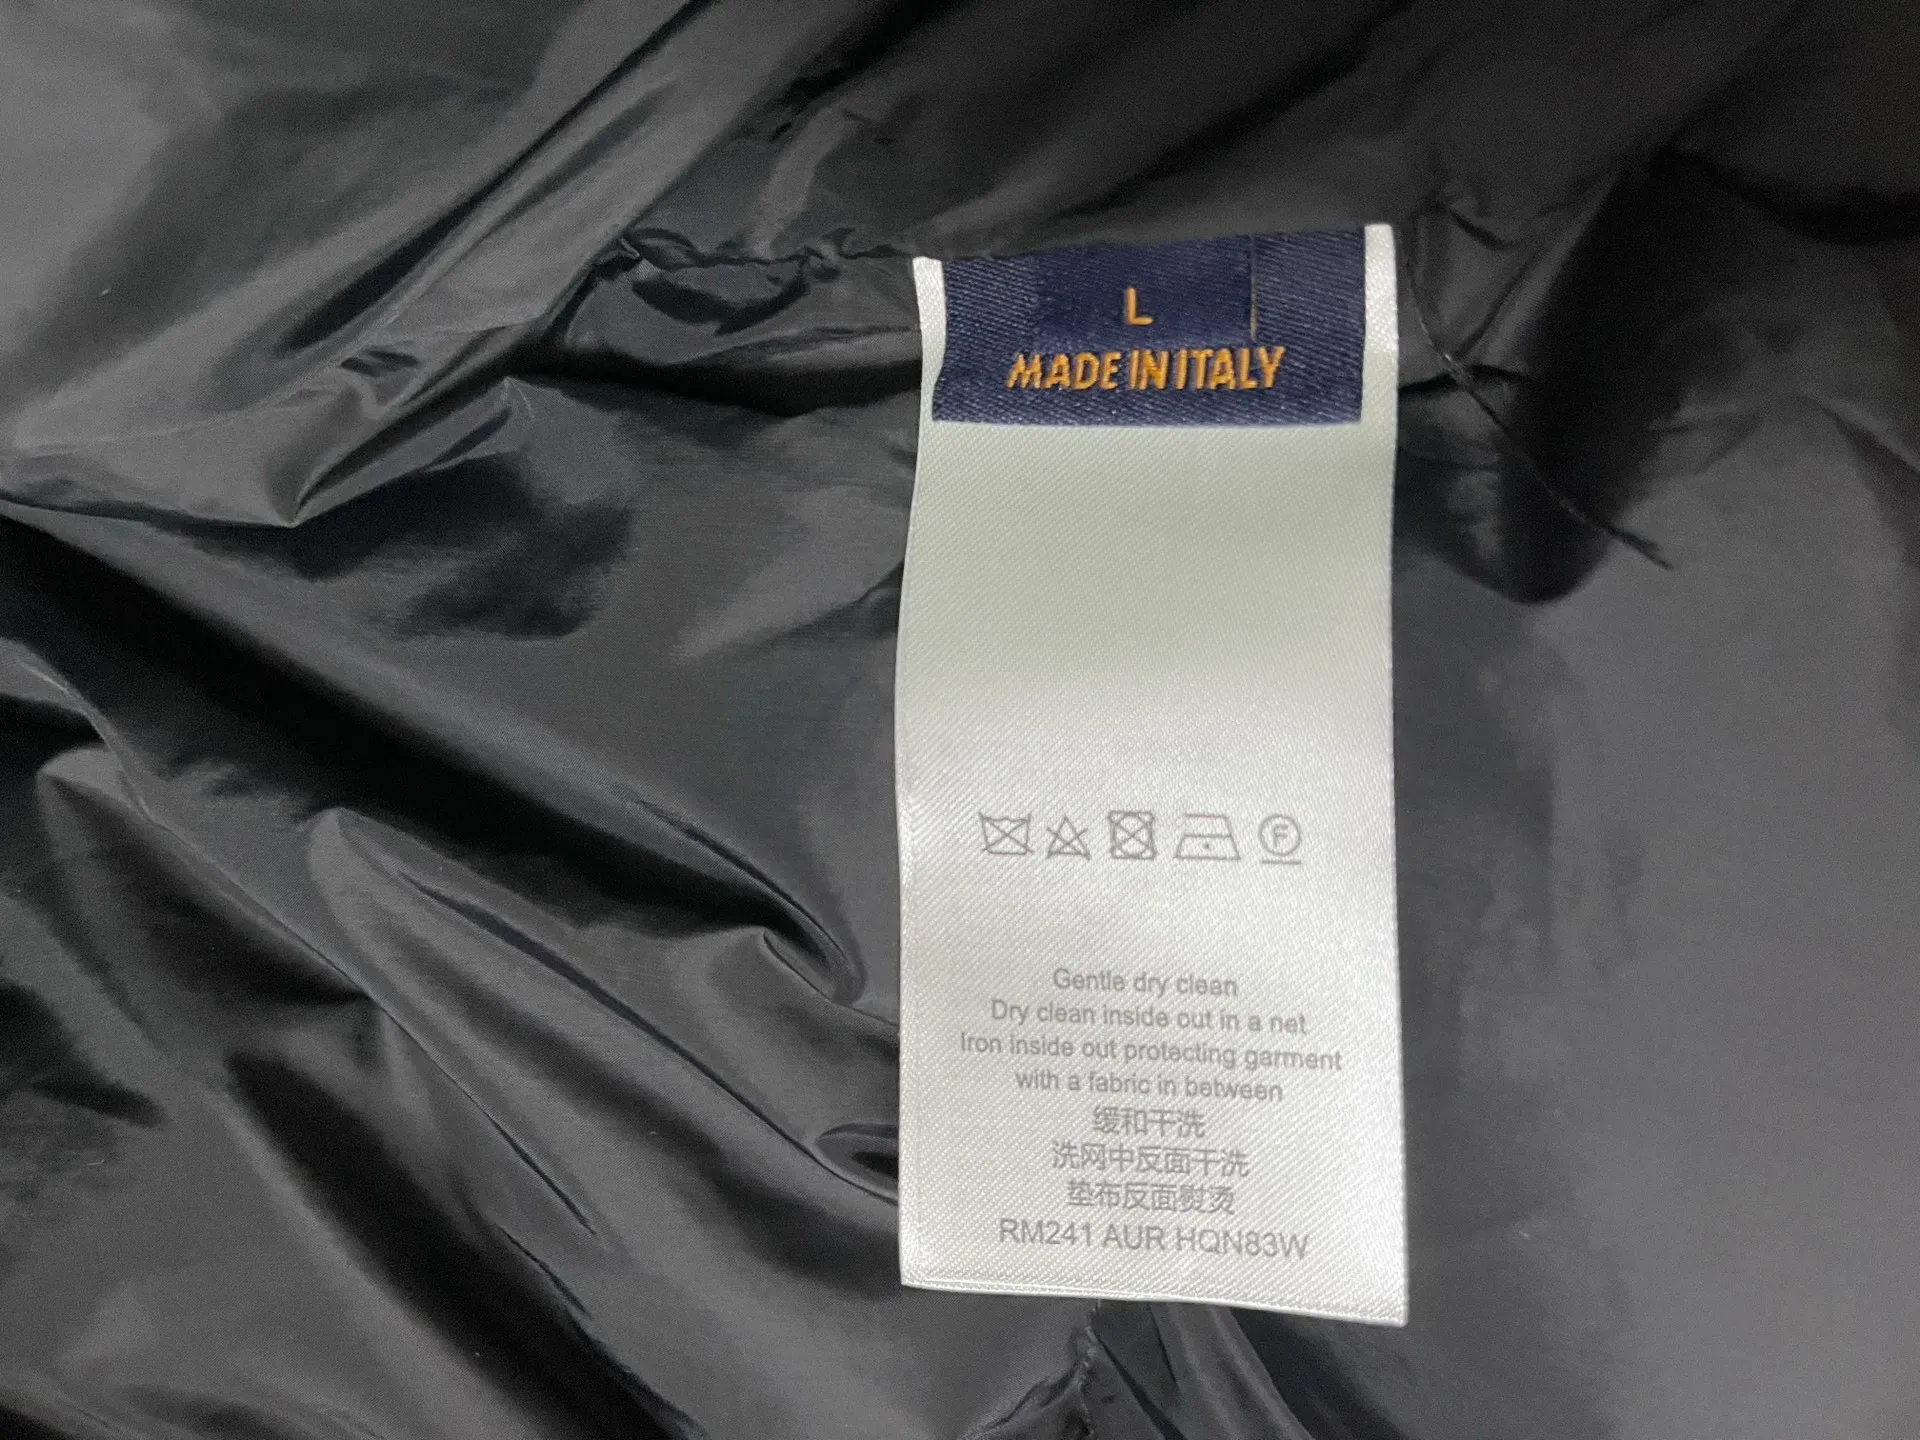 L
MADE IN ITALY
F
Gentle dry clean
Dry clean inside out in a net
Iron inside out protecting garment
with a fabric in between
缓和干洗
洗网中反面干洗
垫布反面熨烫
RM241 AUR HQN83W